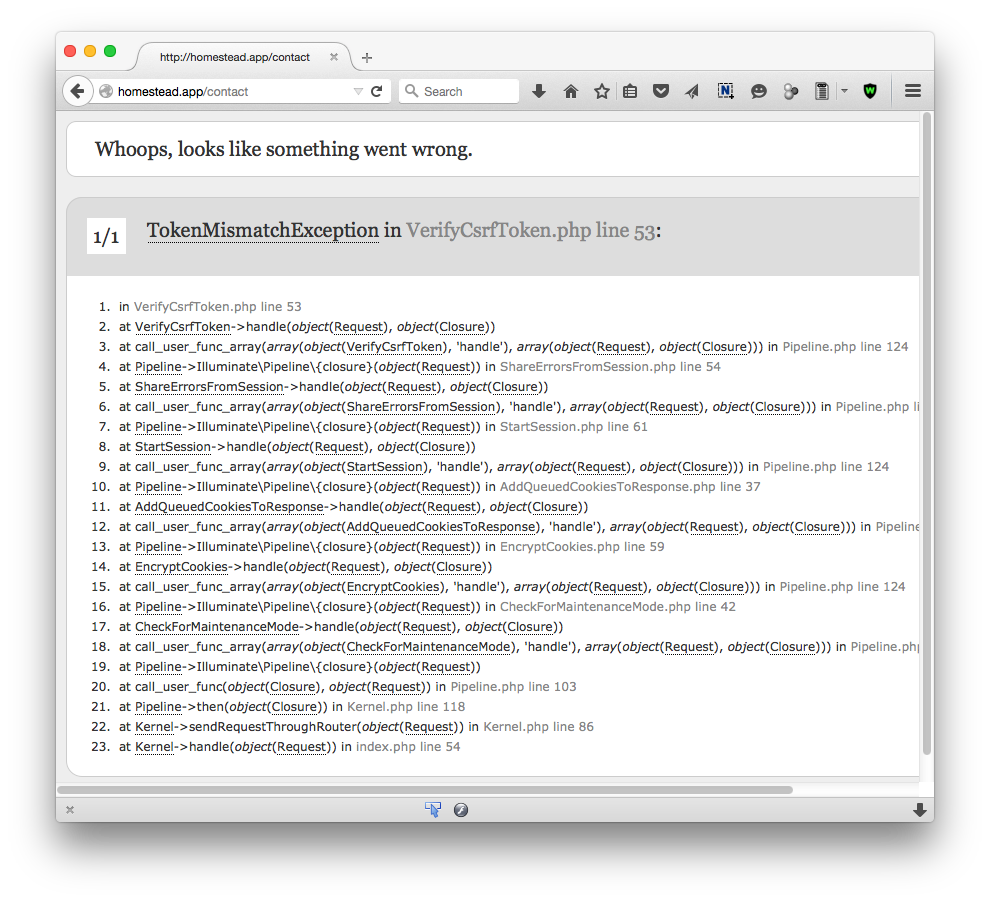 http://homestead.app/contact
homestead.app/contact
Search
N
W
Whoops, looks like something went wrong.
1/1 TokenMismatchException in VerifyCsrfToken.php line 53:
1. in VerifyCsrfToken.php line 53
2. at VerifyCsrfToken->handle(object(Request), object(Closure))
3. at call_user_func_array(array(object(VerifyCsrfToken), 'handle'), array(object(Request), object(Closure))) in Pipeline.php line 124
4. at Pipeline->Illuminate\Pipeline\{closure}(object(Request)) in ShareErrorsFromSession.php line 54
5. at ShareErrorsFromSession->handle(object(Request), object(Closure))
6. at call_user_func_array(array(object(ShareErrorsFromSession), 'handle'), array(object(Request), object(Closure))) in Pipeline.php li
7. at Pipeline->Illuminate\Pipeline\{closure}(object(Request)) in StartSession.php line 61
8. at StartSession->handle(object(Request), object(Closure))
9. at call_user_func_array(array(object(StartSession), 'handle'), array(object(Request), object(Closure))) in Pipeline.php line 124
10. at Pipeline->Illuminate\Pipeline\{closure}(object(Request)) in AddQueuedCookiesToResponse.php line 37
11. at AddQueuedCookiesToResponse->handle(object(Request), object(Closure))
12. at call_user_func_array(array(object(AddQueuedCookiesToResponse), 'handle'), array(object(Request), object(Closure))) in Pipeline
13. at Pipeline->Illuminate\Pipeline\{closure}(object(Request)) in EncryptCookies.php line 59
14. at EncryptCookies->handle(object(Request), object(Closure))
15. at call_user_func_array(array(object(EncryptCookies), 'handle'), array(object(Request), object(Closure))) in Pipeline.php line 124
16. at Pipeline->Illuminate\Pipeline\{closure}(object(Request)) in CheckForMaintenanceMode.php line 42
17. at CheckForMaintenanceMode->handle(object(Request), object(Closure))
18. at call_user_func_array(array(object(CheckForMaintenanceMode), 'handle'), array(object(Request), object(Closure))) in Pipeline.php
19. at Pipeline->Illuminate\Pipeline\{closure}(object(Request))
20. at call_user_func(object(Closure), object(Request)) in Pipeline.php line 103
21. at Pipeline->then(object(Closure)) in Kernel.php line 118
22. at Kernel->sendRequestThroughRouter(object(Request)) in Kernel.php line 86
23. at Kernel->handle(object(Request)) in index.php line 54